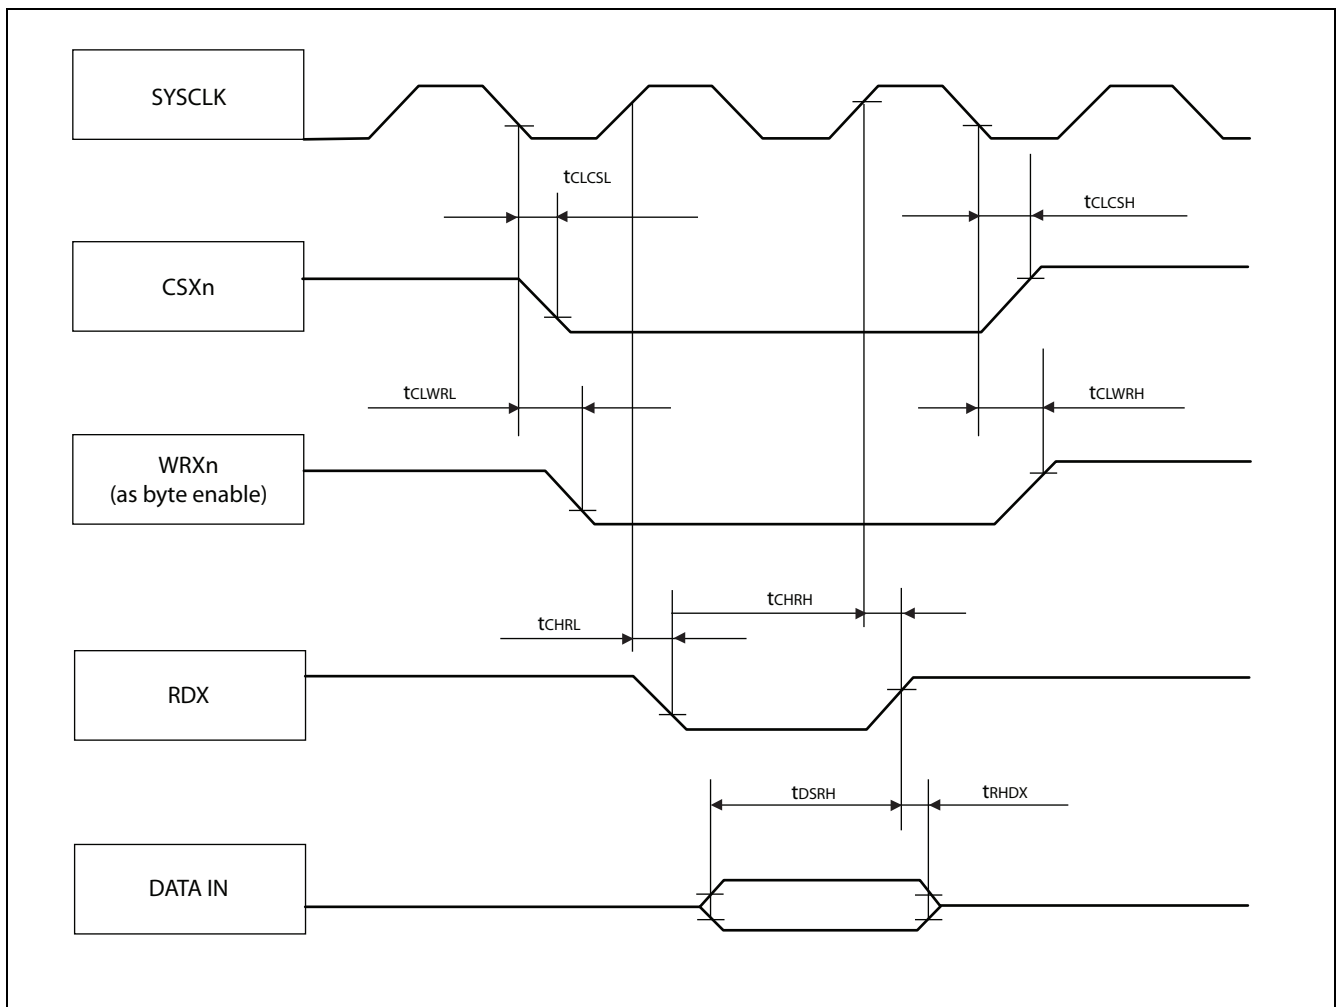 SYSCLK
tCLCSL
tCLCSH
CSXn
tCLWRL
tCLWRH
WRXn
(as byte enable)
tCHRH
tCHRL
RDX
tDSRH
tRHDX
DATA IN